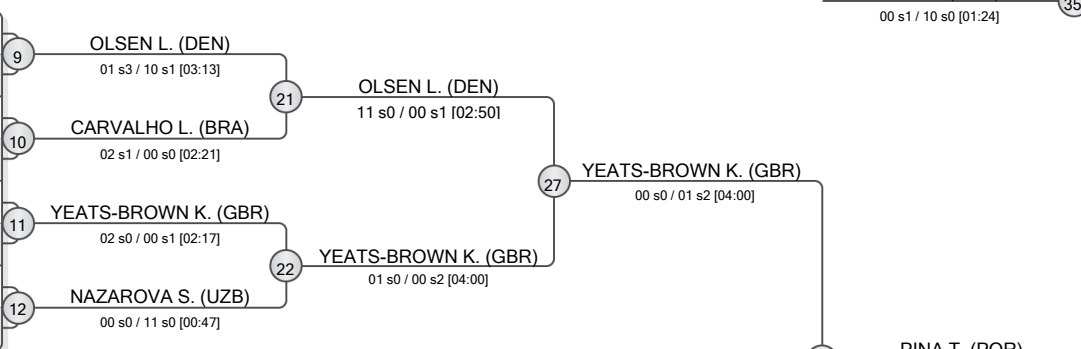 35
00 s1 / 10 s0 [01:24]
9
OLSEN L. (DEN)
01 s3 / 10 s1 [03:13]
21
OLSEN L. (DEN)
11 s0 / 00 s1 [02:50]
10
CARVALHO L. (BRA)
02 s1 / 00 s0 [02:21]
27
YEATS-BROWN K. (GBR)
00 s0 / 01 s2 [04:00]
11
YEATS-BROWN K. (GBR)
02 s0 / 00 s1 [02:17]
22
YEATS-BROWN K. (GBR)
01 s0 / 00 s2 [04:00]
12
NAZAROVA S. (UZB)
00 s0 / 11 s0 [00:47]
PINA T. (POR)